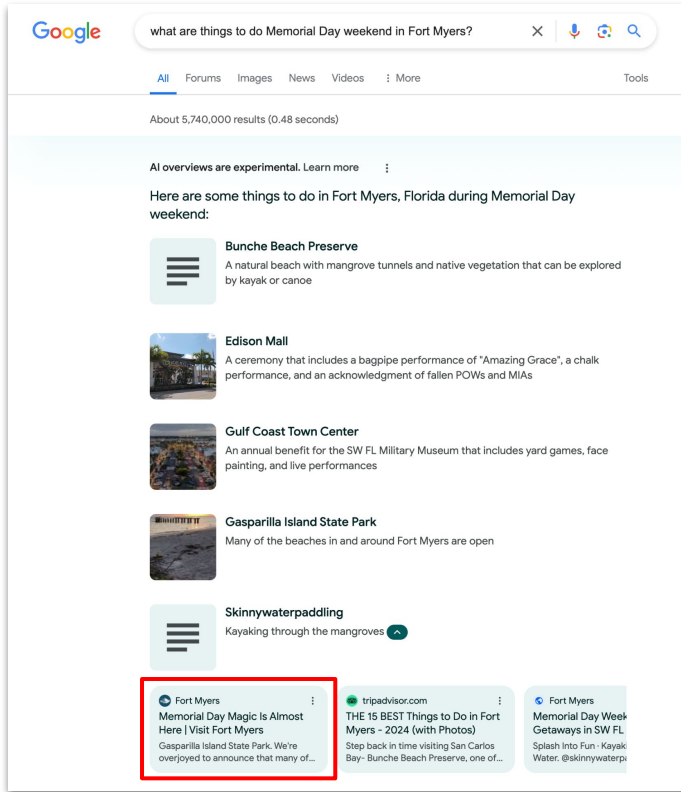 Google
what are things to do Memorial Day weekend in Fort Myers?
All Forums Images News Videos More Tools
About 5,740,000 results (0.48 seconds)
AI overviews are experimental. Learn more
Here are some things to do in Fort Myers, Florida during Memorial Day
weekend:
Bunche Beach Preserve
A natural beach with mangrove tunnels and native vegetation that can be explored
by kayak or canoe
Edison Mall
A ceremony that includes a bagpipe performance of "Amazing Grace", a chalk
performance, and an acknowledgment of fallen POWs and MIAs
Gulf Coast Town Center
An annual benefit for the SW FL Military Museum that includes yard games, face
painting, and live performances
Gasparilla Island State Park
Many of the beaches in and around Fort Myers are open
Skinnywaterpaddling
Kayaking through the mangroves
Fort Myers
Memorial Day Magic Is Almost
Here | Visit Fort Myers
Gasparilla Island State Park. We're
overjoyed to announce that many of...
tripadvisor.com
THE 15 BEST Things to Do in Fort
Myers - 2024 (with Photos)
Step back in time visiting San Carlos
Bay- Bunche Beach Preserve, one of...
Fort Myers
Memorial Day Week
Getaways in SW FL
Splash Into Fun · Kayaki
Water. @skinnywaterpa